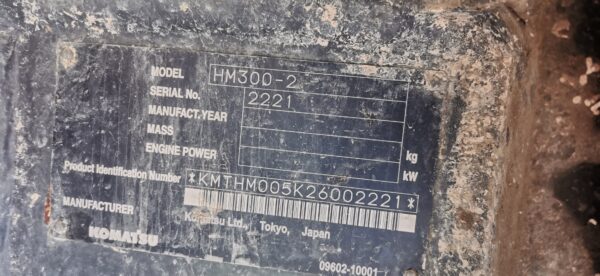 MODEL HM300-2
SERIAL No. 2221
MANUFACT. YEAR
MASS kg
ENGINE POWER kW
Product Identification Number *KMTHM005K26002221*
MANUFACTURER Komatsu Ltd., Tokyo, Japan
KOMATSU
09602-10001